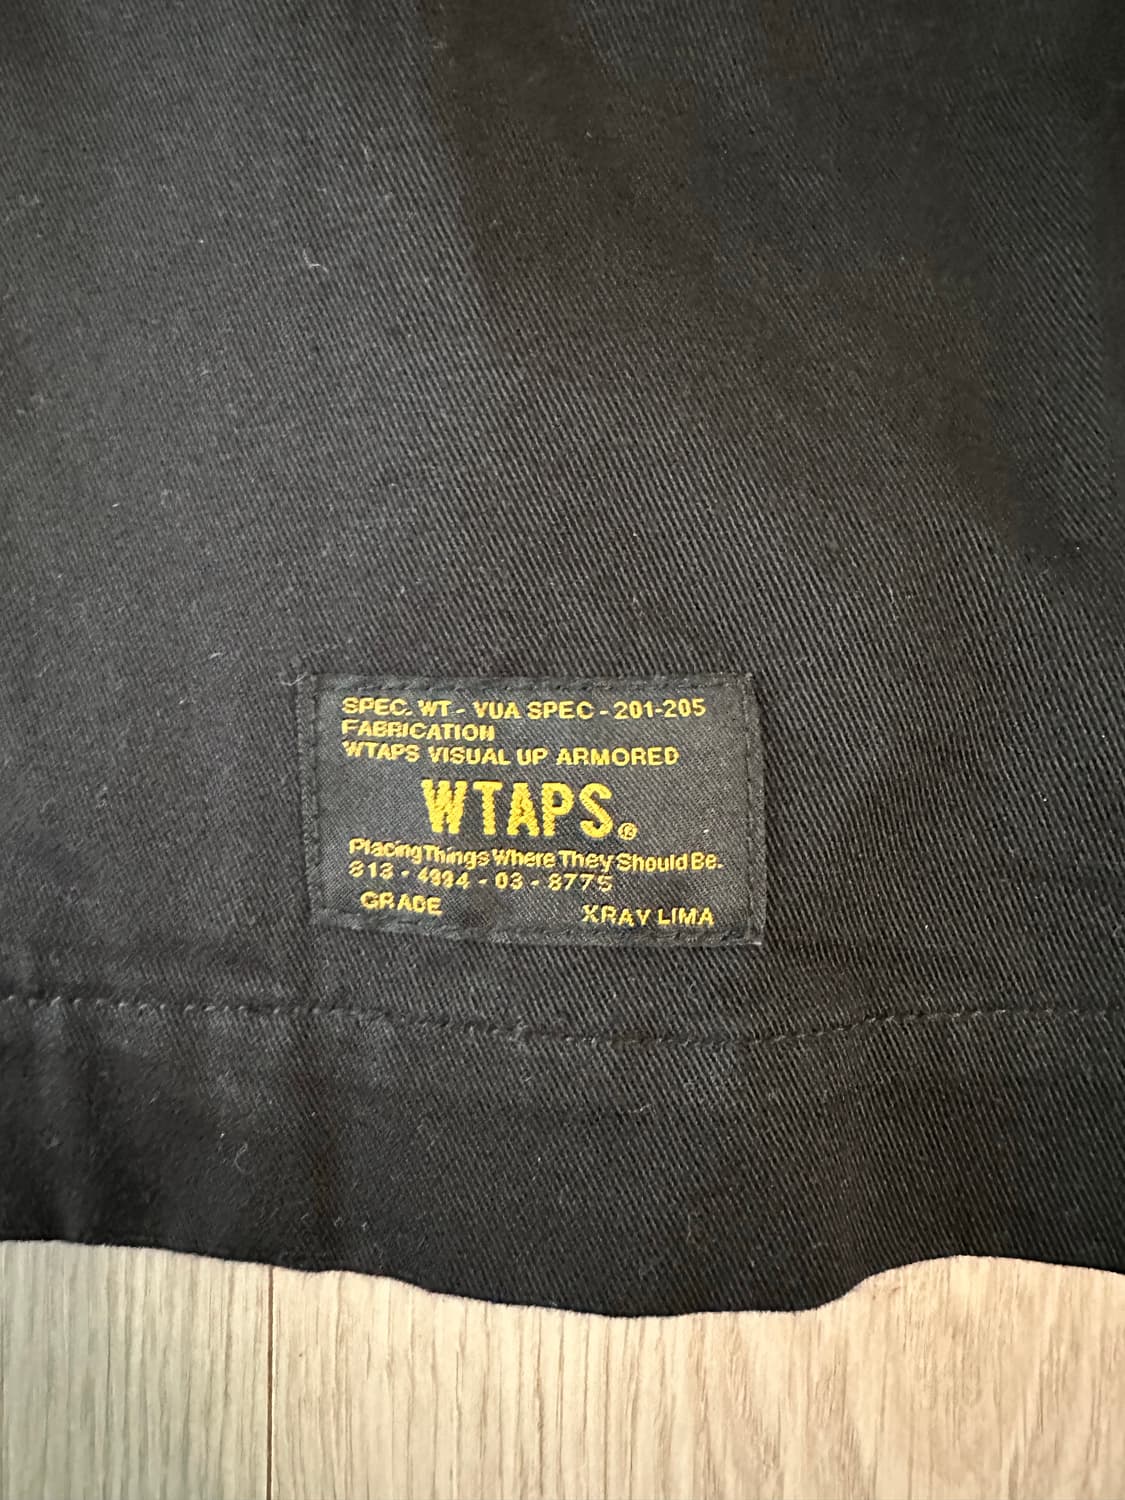 SPEC. WT - VUA SPEC - 201-205
FABRICATION
WTAPS VISUAL UP ARMORED
WTAPS®
Placing Things Where They Should Be.
813 - 4994 - 03 - 8775
GRADE XRAY LIMA